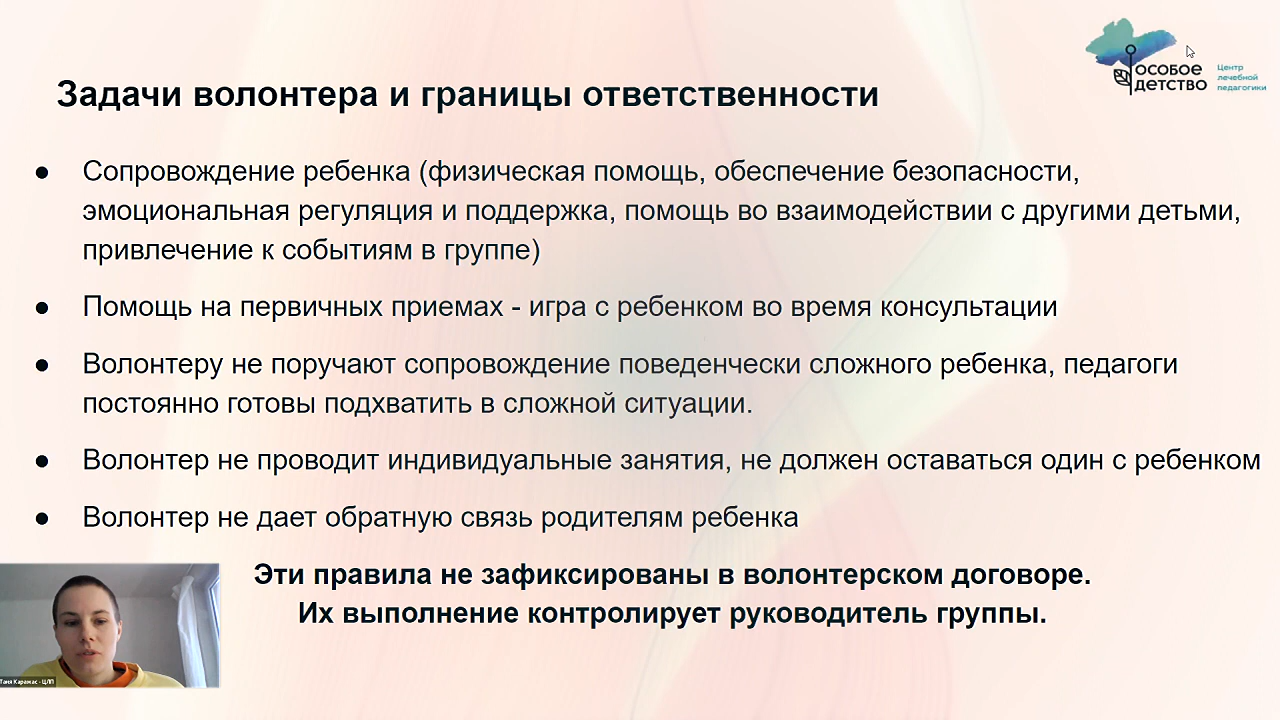 особое
детство
Центр
лечебной
педагогики
Задачи волонтера и границы ответственности
● Сопровождение ребенка (физическая помощь, обеспечение безопасности,
эмоциональная регуляция и поддержка, помощь во взаимодействии с другими детьми,
привлечение к событиям в группе)
● Помощь на первичных приемах - игра с ребенком во время консультации
● Волонтеру не поручают сопровождение поведенчески сложного ребенка, педагоги
постоянно готовы подхватить в сложной ситуации.
● Волонтер не проводит индивидуальные занятия, не должен оставаться один с ребенком
● Волонтер не дает обратную связь родителям ребенка
Эти правила не зафиксированы в волонтерском договоре.
Их выполнение контролирует руководитель группы.
Таня Каражас - ЦЛП